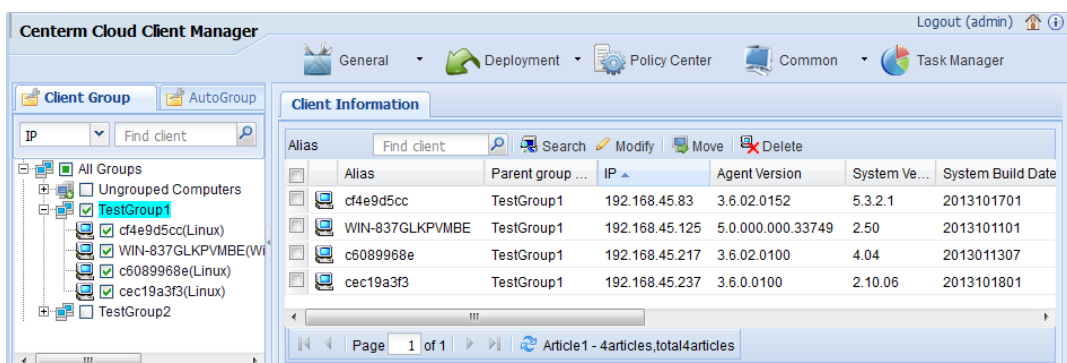 Logout (admin)
Centerm Cloud Client Manager
General Deployment Policy Center Common Task Manager
Client Group AutoGroup
IP Find client
All Groups
Ungrouped Computers
TestGroup1
cf4e9d5cc(Linux)
WIN-837GLKPVMBE(Wi
c6089968e(Linux)
cec19a3f3(Linux)
TestGroup2
Client Information
Alias Find client Search Modify Move Delete
Alias Parent group ... IP Agent Version System Ve... System Build Date
cf4e9d5cc TestGroup1 192.168.45.83 3.6.02.0152 5.3.2.1 2013101701
WIN-837GLKPVMBE TestGroup1 192.168.45.125 5.0.000.000.33749 2.50 2013101101
c6089968e TestGroup1 192.168.45.217 3.6.02.0100 4.04 2013011307
cec19a3f3 TestGroup1 192.168.45.237 3.6.0.0100 2.10.06 2013101801
Page 1 of 1 Article1 - 4articles,total4articles